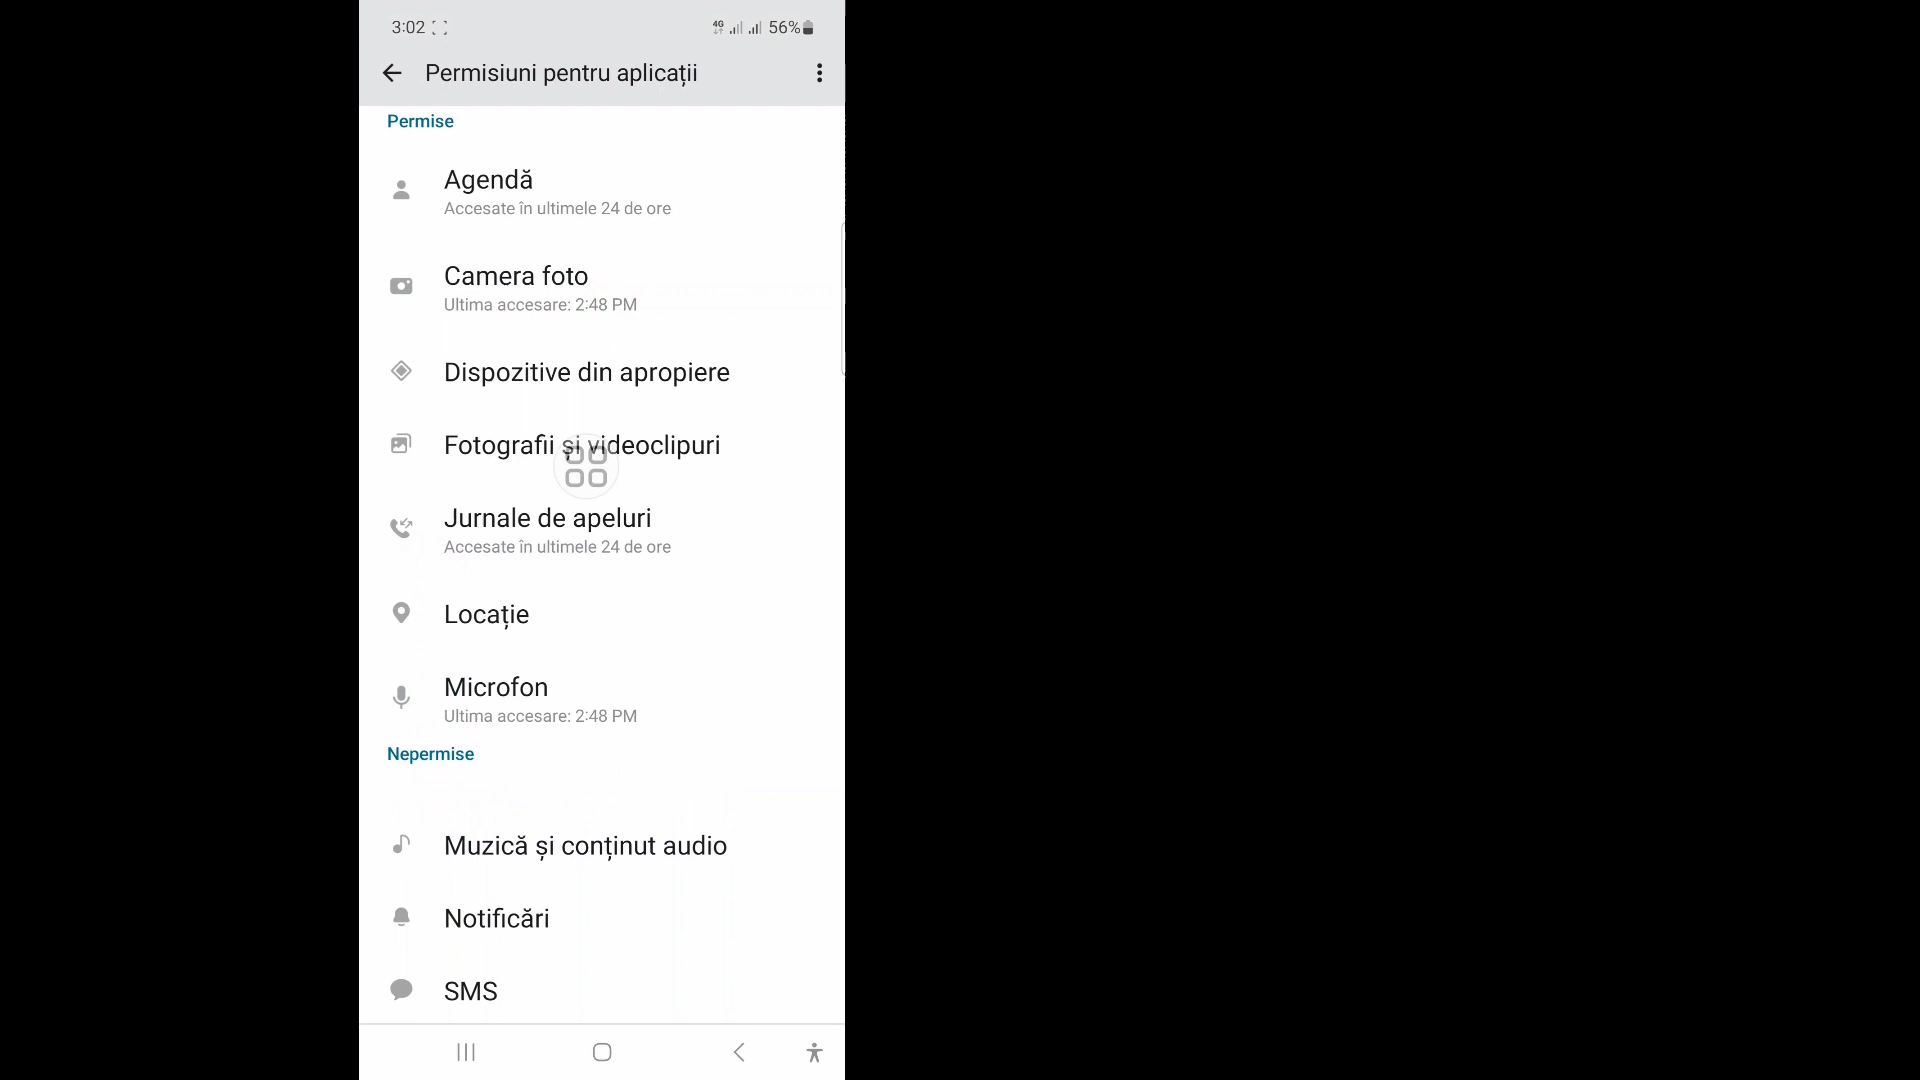 3:02
4G 56%
Permisiuni pentru aplicații
Permise
Agendă
Accesate în ultimele 24 de ore
Camera foto
Ultima accesare: 2:48 PM
Dispozitive din apropiere
Fotografii și videoclipuri
Jurnale de apeluri
Accesate în ultimele 24 de ore
Locație
Microfon
Ultima accesare: 2:48 PM
Nepermise
Muzică și conținut audio
Notificări
SMS